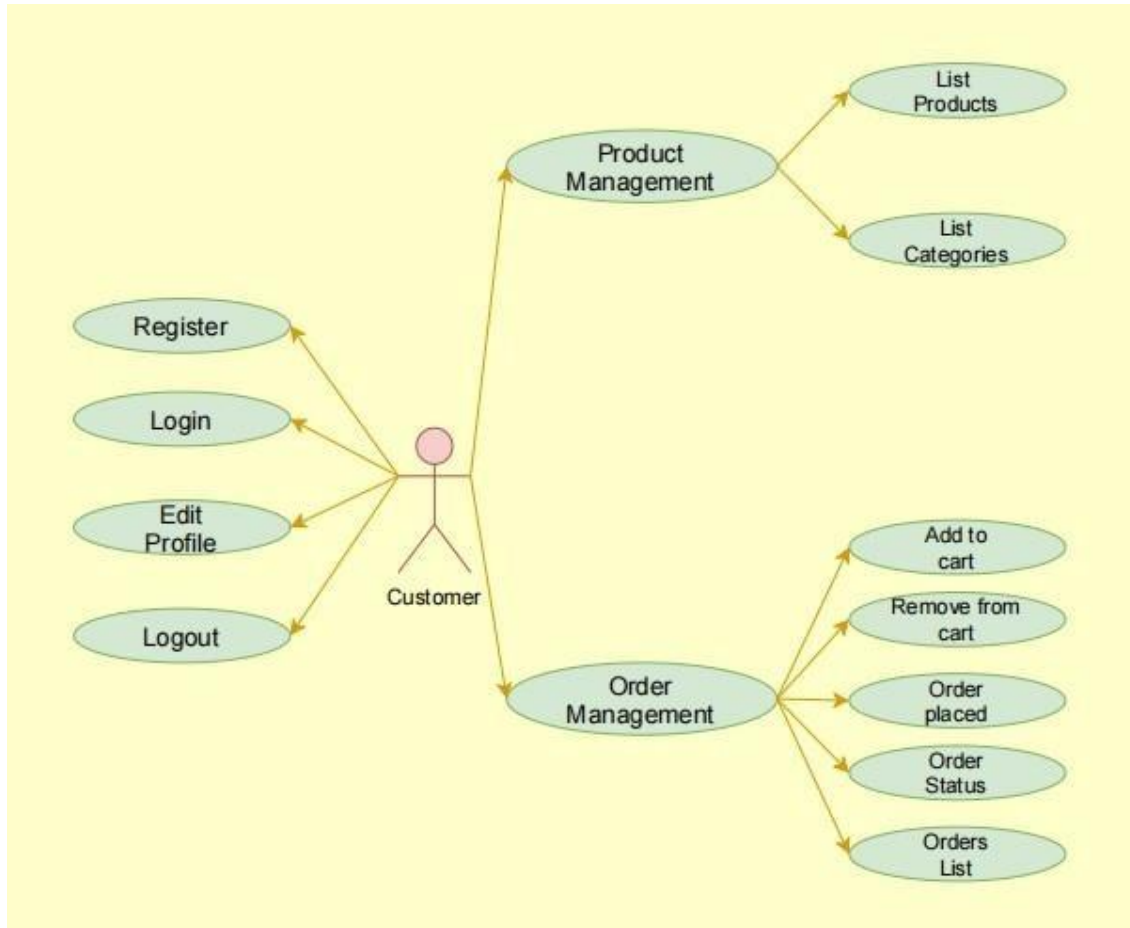 List
Products
Product
Management
List
Categories
Register
Login
Edit
Profile
Logout
Customer
Add to
cart
Remove from
cart
Order
Management
Order
placed
Order
Status
Orders
List